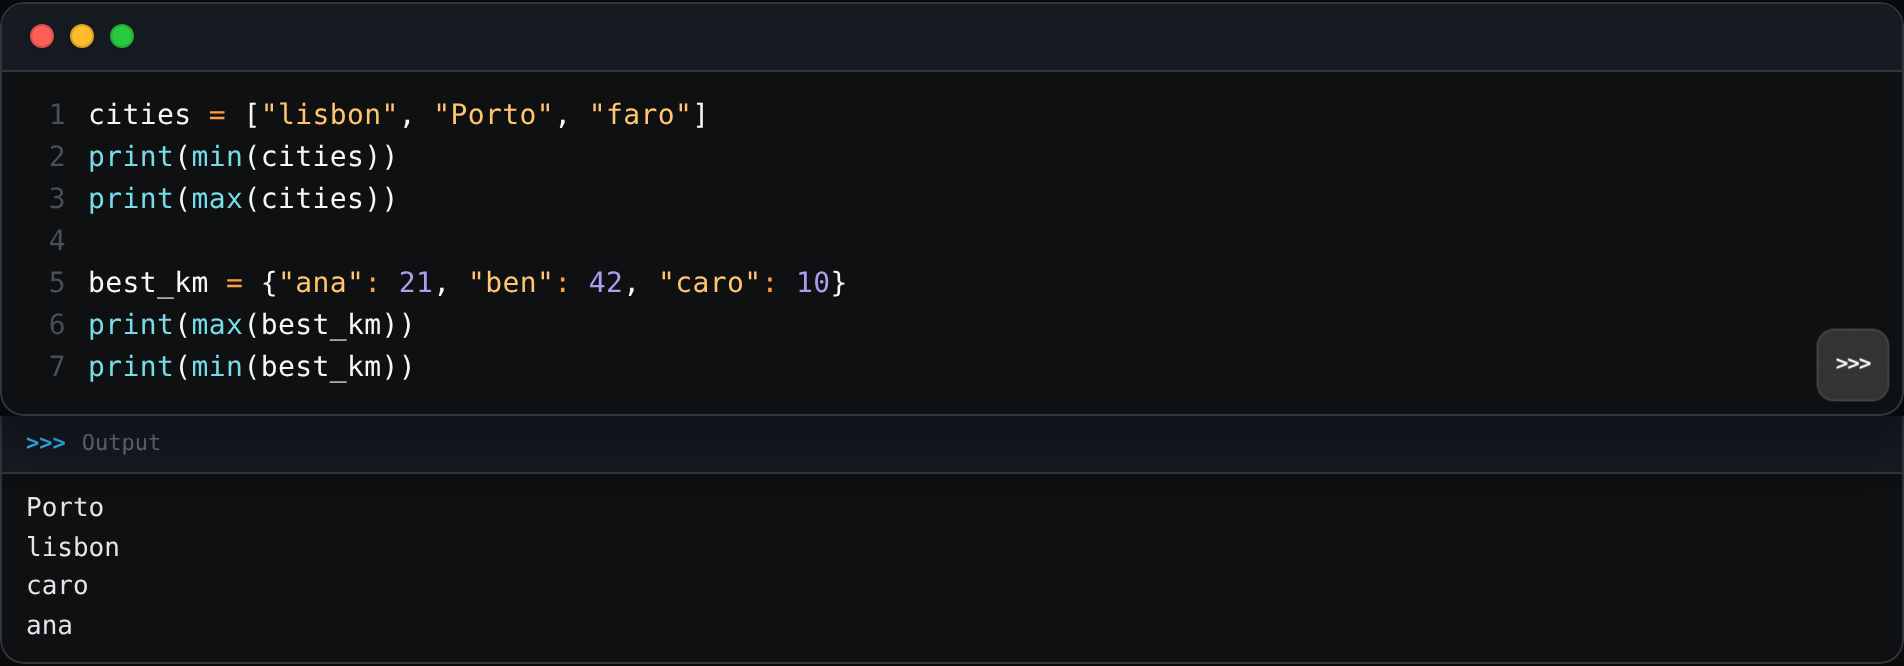 1 cities = ["lisbon", "Porto", "faro"]
2 print(min(cities))
3 print(max(cities))
4
5 best_km = {"ana": 21, "ben": 42, "caro": 10}
6 print(max(best_km))
7 print(min(best_km))
>>>
>>> Output
Porto
lisbon
caro
ana